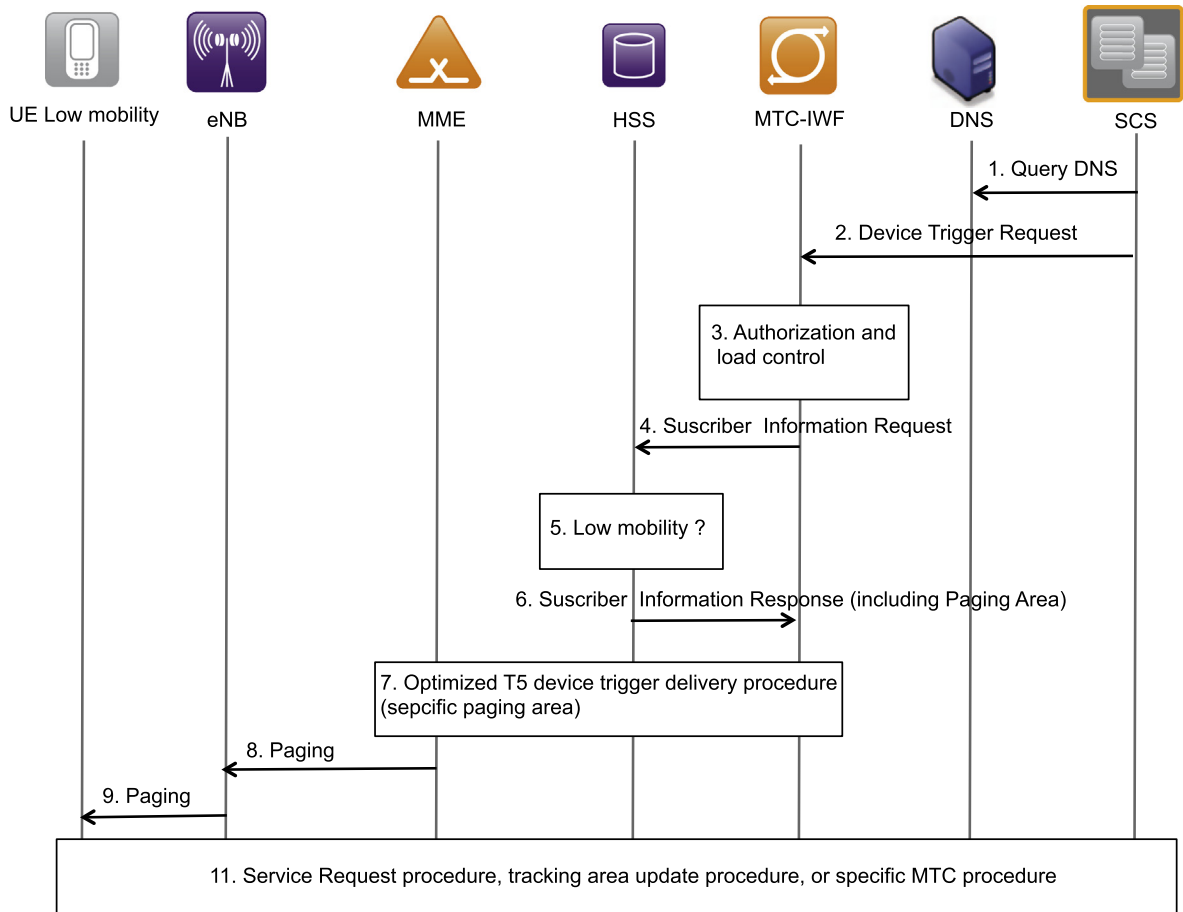 UE Low mobility
eNB
MME
HSS
MTC-IWF
DNS
SCS
1. Query DNS
2. Device Trigger Request
3. Authorization and
load control
4. Suscriber Information Request
5. Low mobility ?
6. Suscriber Information Response (including Paging Area)
7. Optimized T5 device trigger delivery procedure
(sepcific paging area)
8. Paging
9. Paging
11. Service Request procedure, tracking area update procedure, or specific MTC procedure